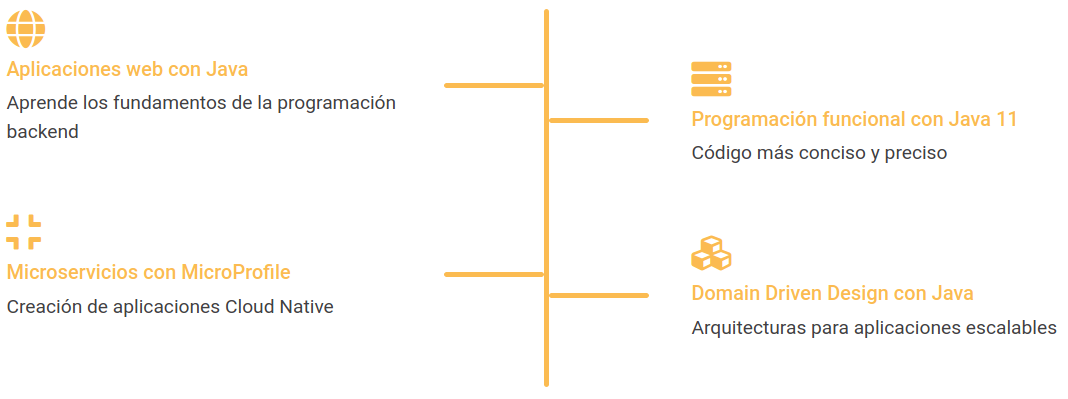 Aplicaciones web con Java
Aprende los fundamentos de la programación
backend
Programación funcional con Java 11
Código más conciso y preciso
Microservicios con MicroProfile
Creación de aplicaciones Cloud Native
Domain Driven Design con Java
Arquitecturas para aplicaciones escalables